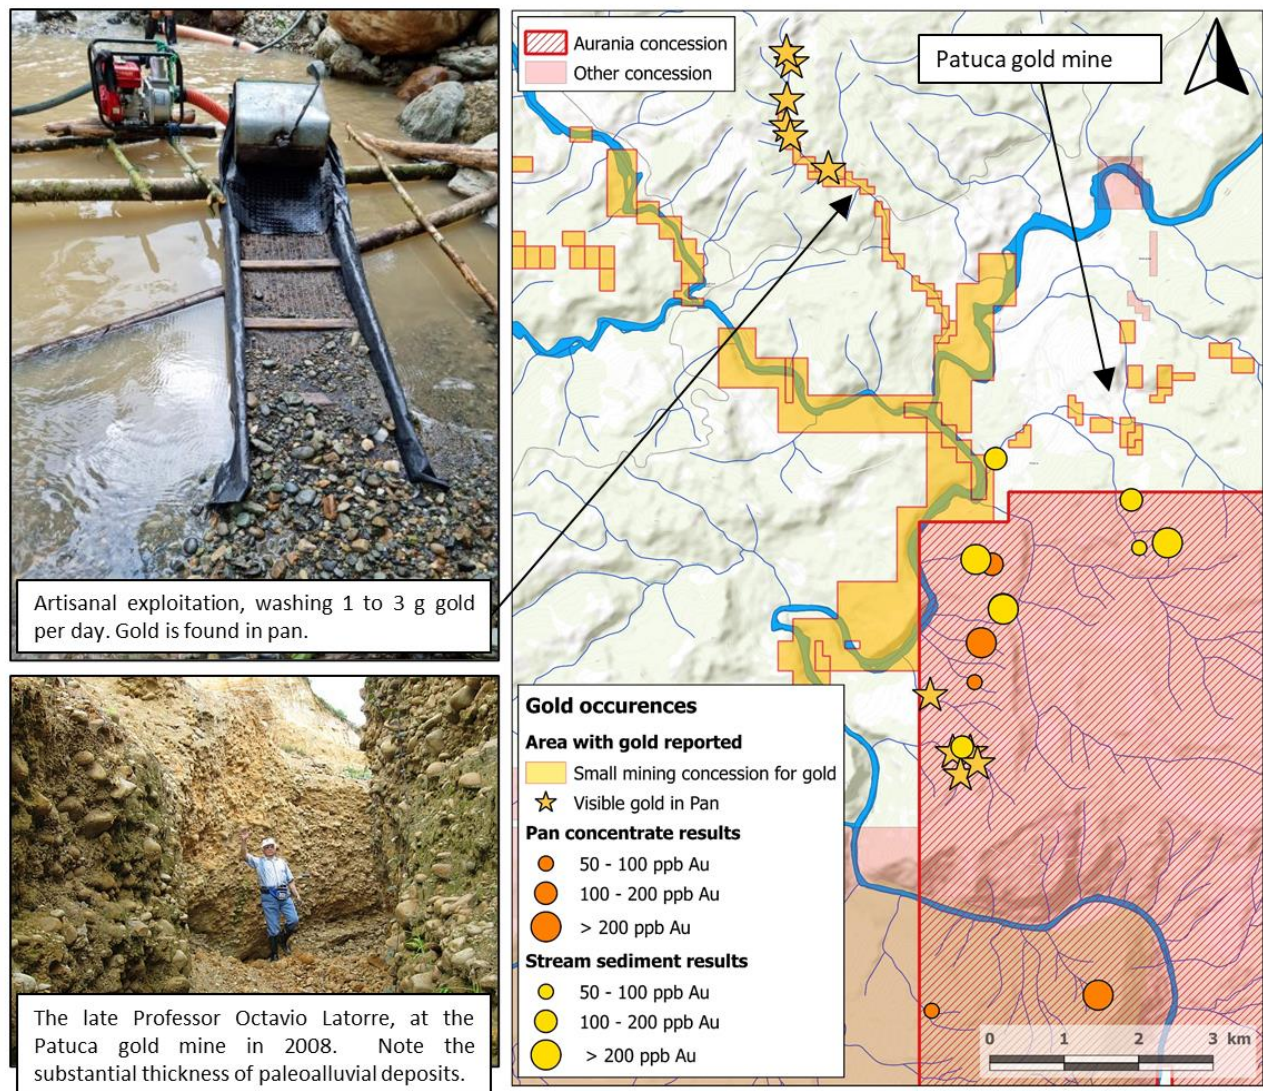 Artisanal exploitation, washing 1 to 3 g gold
per day. Gold is found in pan.
The late Professor Octavio Latorre, at the
Patuca gold mine in 2008. Note the
substantial thickness of paleoalluvial deposits.
Aurania concession
Other concession
Patuca gold mine
Gold occurences
Area with gold reported
Small mining concession for gold
Visible gold in Pan
Pan concentrate results
50 - 100 ppb Au
100 - 200 ppb Au
> 200 ppb Au
Stream sediment results
50 - 100 ppb Au
100 - 200 ppb Au
> 200 ppb Au
0 1 2 3 km